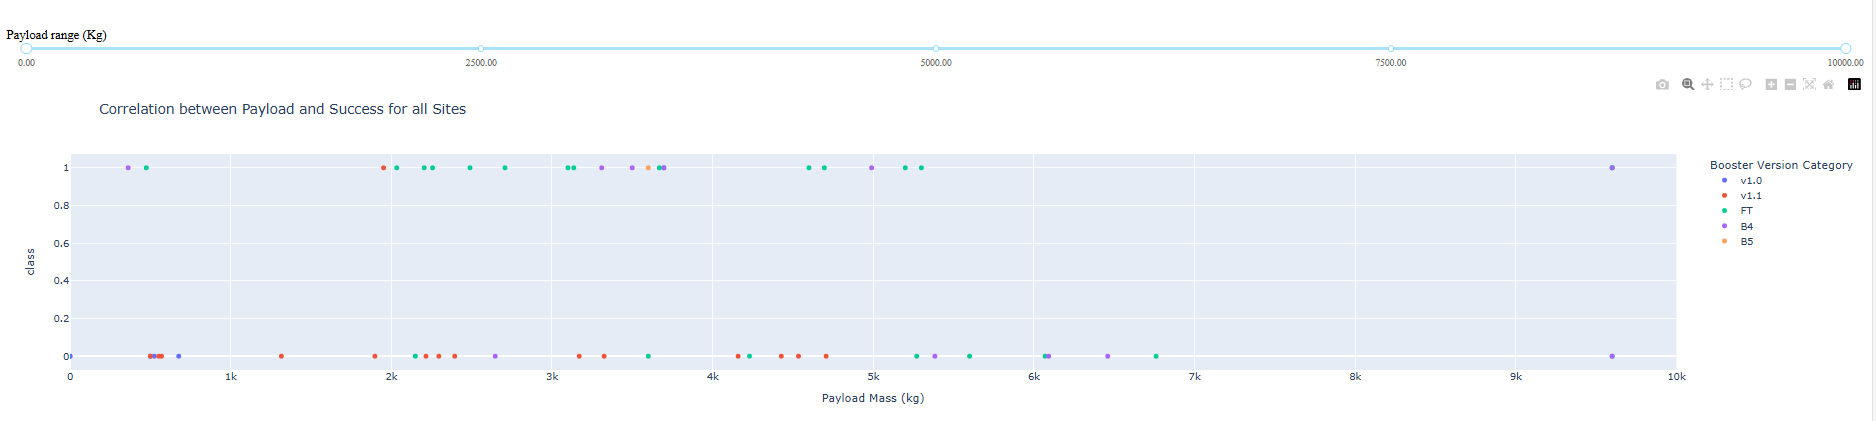 Payload range (Kg)
0.00 2500.00 5000.00 7500.00 10000.00
Correlation between Payload and Success for all Sites
1
0.8
0.6
0.4
0.2
0
class
0 1k 2k 3k 4k 5k 6k 7k 8k 9k 10k
Payload Mass (kg)
Booster Version Category
v1.0
v1.1
FT
B4
B5